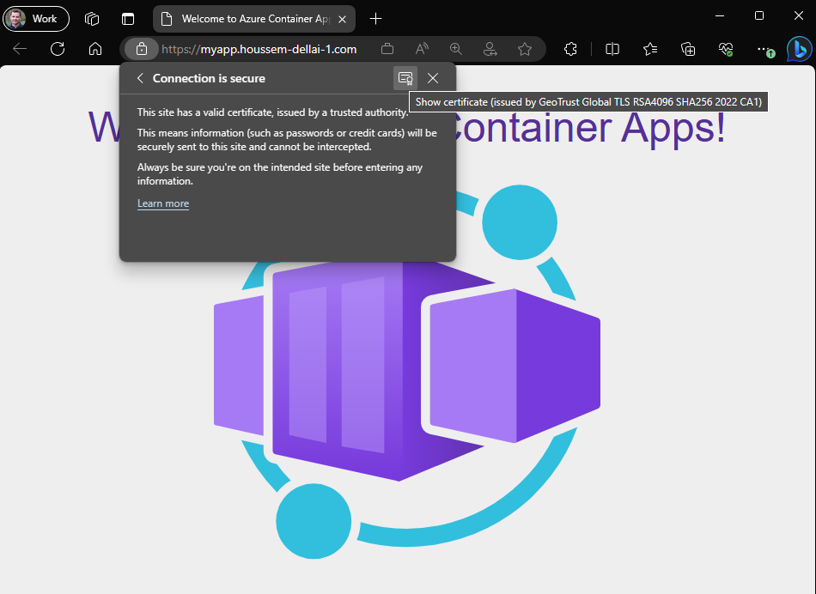 Work
Welcome to Azure Container Ap
https://myapp.houssem-dellai-1.com
Connection is secure
Show certificate (issued by GeoTrust Global TLS RSA4096 SHA256 2022 CA1)
This site has a valid certificate, issued by a trusted authority.
This means information (such as passwords or credit cards) will be
securely sent to this site and cannot be intercepted.
Always be sure you're on the intended site before entering any
information.
Learn more
Container Apps!